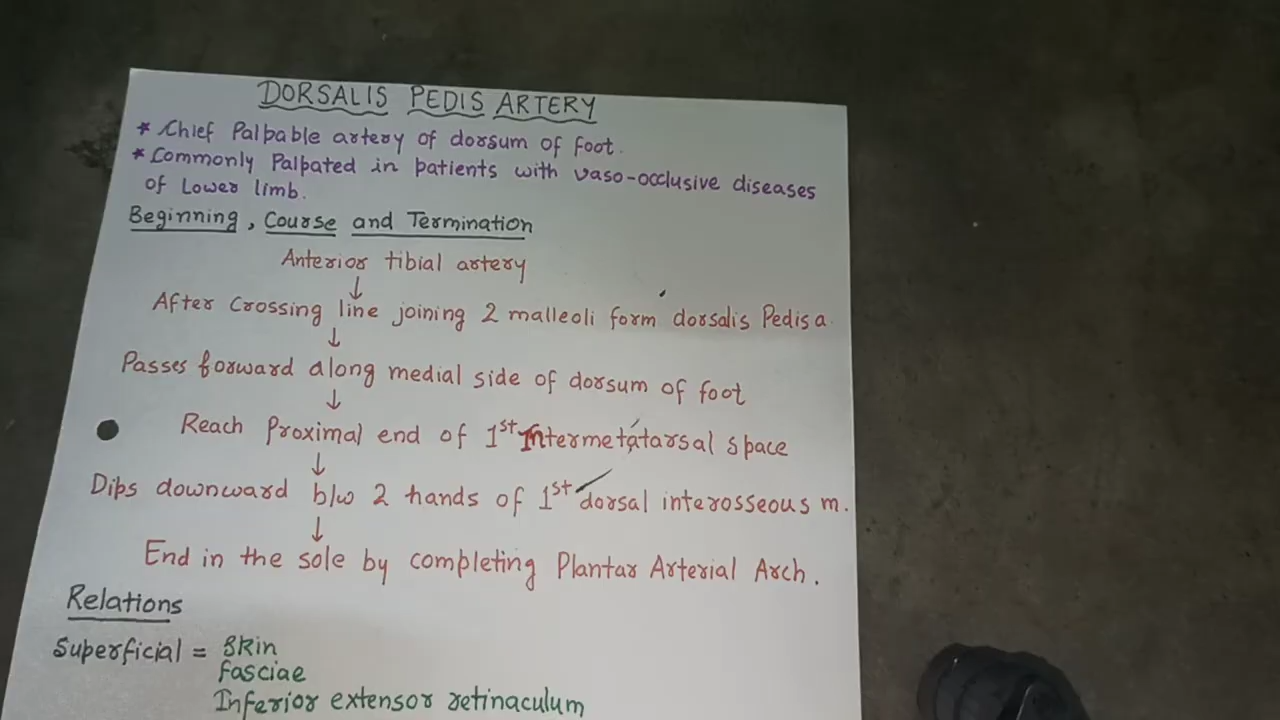 DORSALIS PEDIS ARTERY
* Chief Palpable artery of dorsum of foot.
* Commonly Palpated in patients with vaso-occlusive diseases
of Lower limb.
Beginning, Course and Termination
Anterior tibial artery
↓
After Crossing line joining 2 malleoli form dorsalis Pedis a.
↓
Passes forward along medial side of dorsum of foot
↓
Reach Proximal end of 1st Intermetatarsal space
↓
Dips downward b/w 2 hands of 1st dorsal interosseous m.
↓
End in the sole by completing Plantar Arterial Arch.
Relations
Superficial = Skin
fasciae
Inferior extensor retinaculum